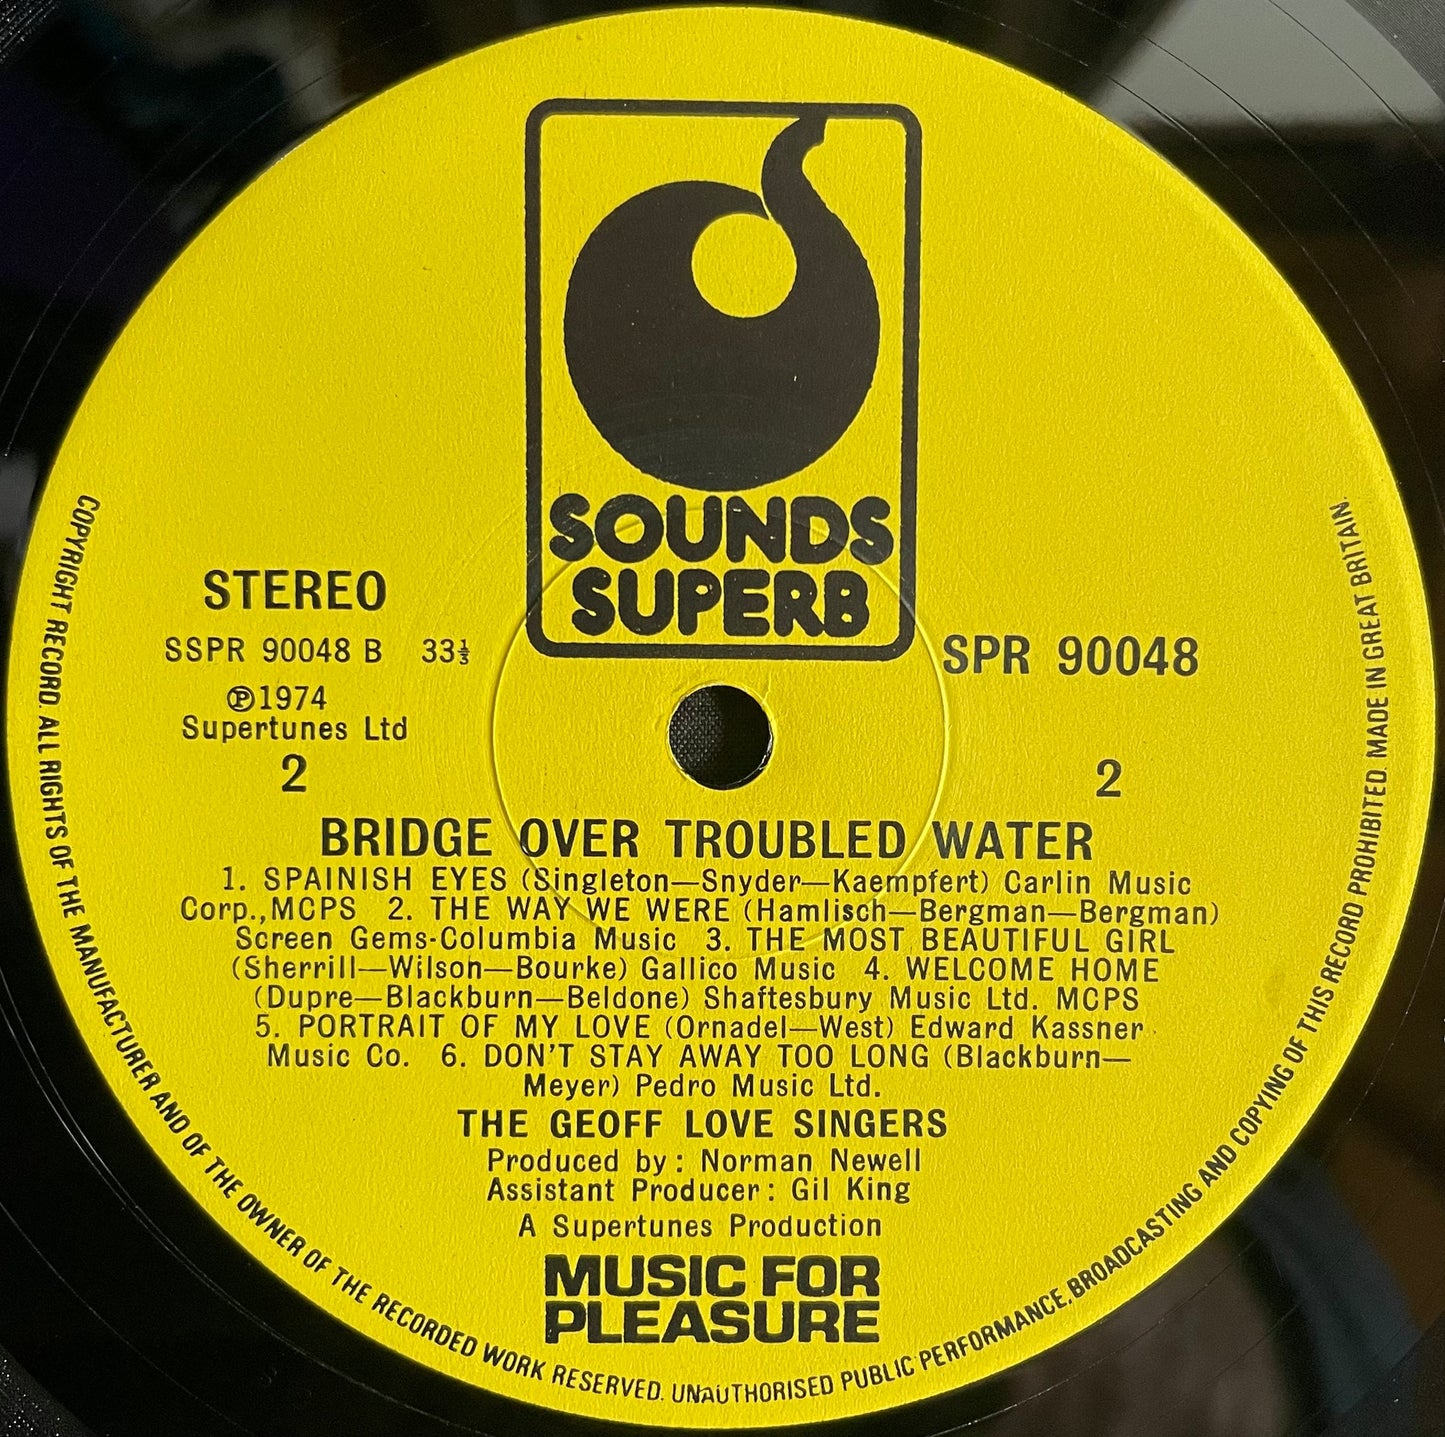 SOUNDS
SUPERB
STEREO
SSPR 90048 B 33⅓
SPR 90048
℗1974
Supertunes Ltd
2 2
BRIDGE OVER TROUBLED WATER
1. SPAINISH EYES (Singleton—Snyder—Kaempfert) Carlin Music
Corp., MCPS 2. THE WAY WE WERE (Hamlisch—Bergman—Bergman)
Screen Gems-Columbia Music 3. THE MOST BEAUTIFUL GIRL
(Sherrill—Wilson—Bourke) Gallico Music 4. WELCOME HOME
(Dupre—Blackburn—Beldone) Shaftesbury Music Ltd. MCPS
5. PORTRAIT OF MY LOVE (Ornadel—West) Edward Kassner
Music Co. 6. DON'T STAY AWAY TOO LONG (Blackburn—
Meyer) Pedro Music Ltd.
THE GEOFF LOVE SINGERS
Produced by: Norman Newell
Assistant Producer: Gil King
A Supertunes Production
MUSIC FOR
PLEASURE
COPYRIGHT RECORD. ALL RIGHTS OF THE MANUFACTURER AND OF THE OWNER OF THE RECORDED WORK RESERVED. UNAUTHORISED PUBLIC PERFORMANCE, BROADCASTING AND COPYING OF THIS RECORD PROHIBITED. MADE IN GREAT BRITAIN.